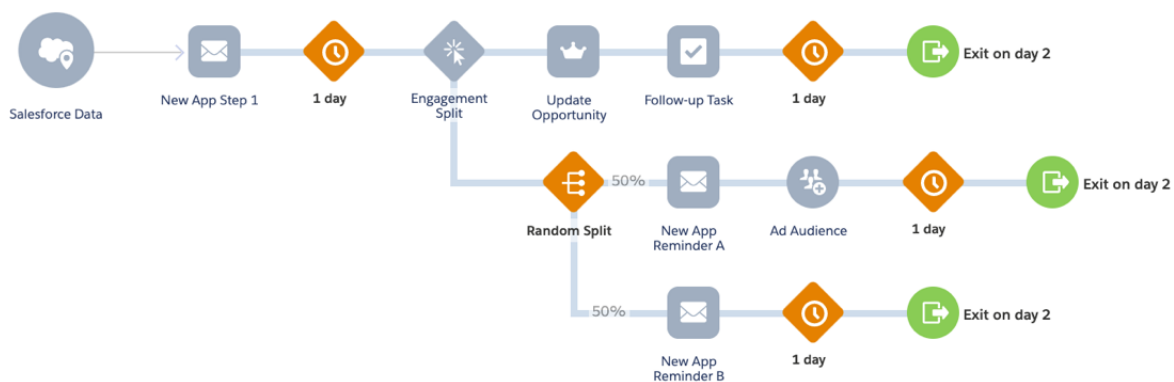 Exit on day 2
Salesforce Data
New App Step 1
1 day
Engagement
Split
Update
Opportunity
Follow-up Task
1 day
50%
Exit on day 2
Random Split
New App
Reminder A
Ad Audience
1 day
50%
Exit on day 2
New App
Reminder B
1 day